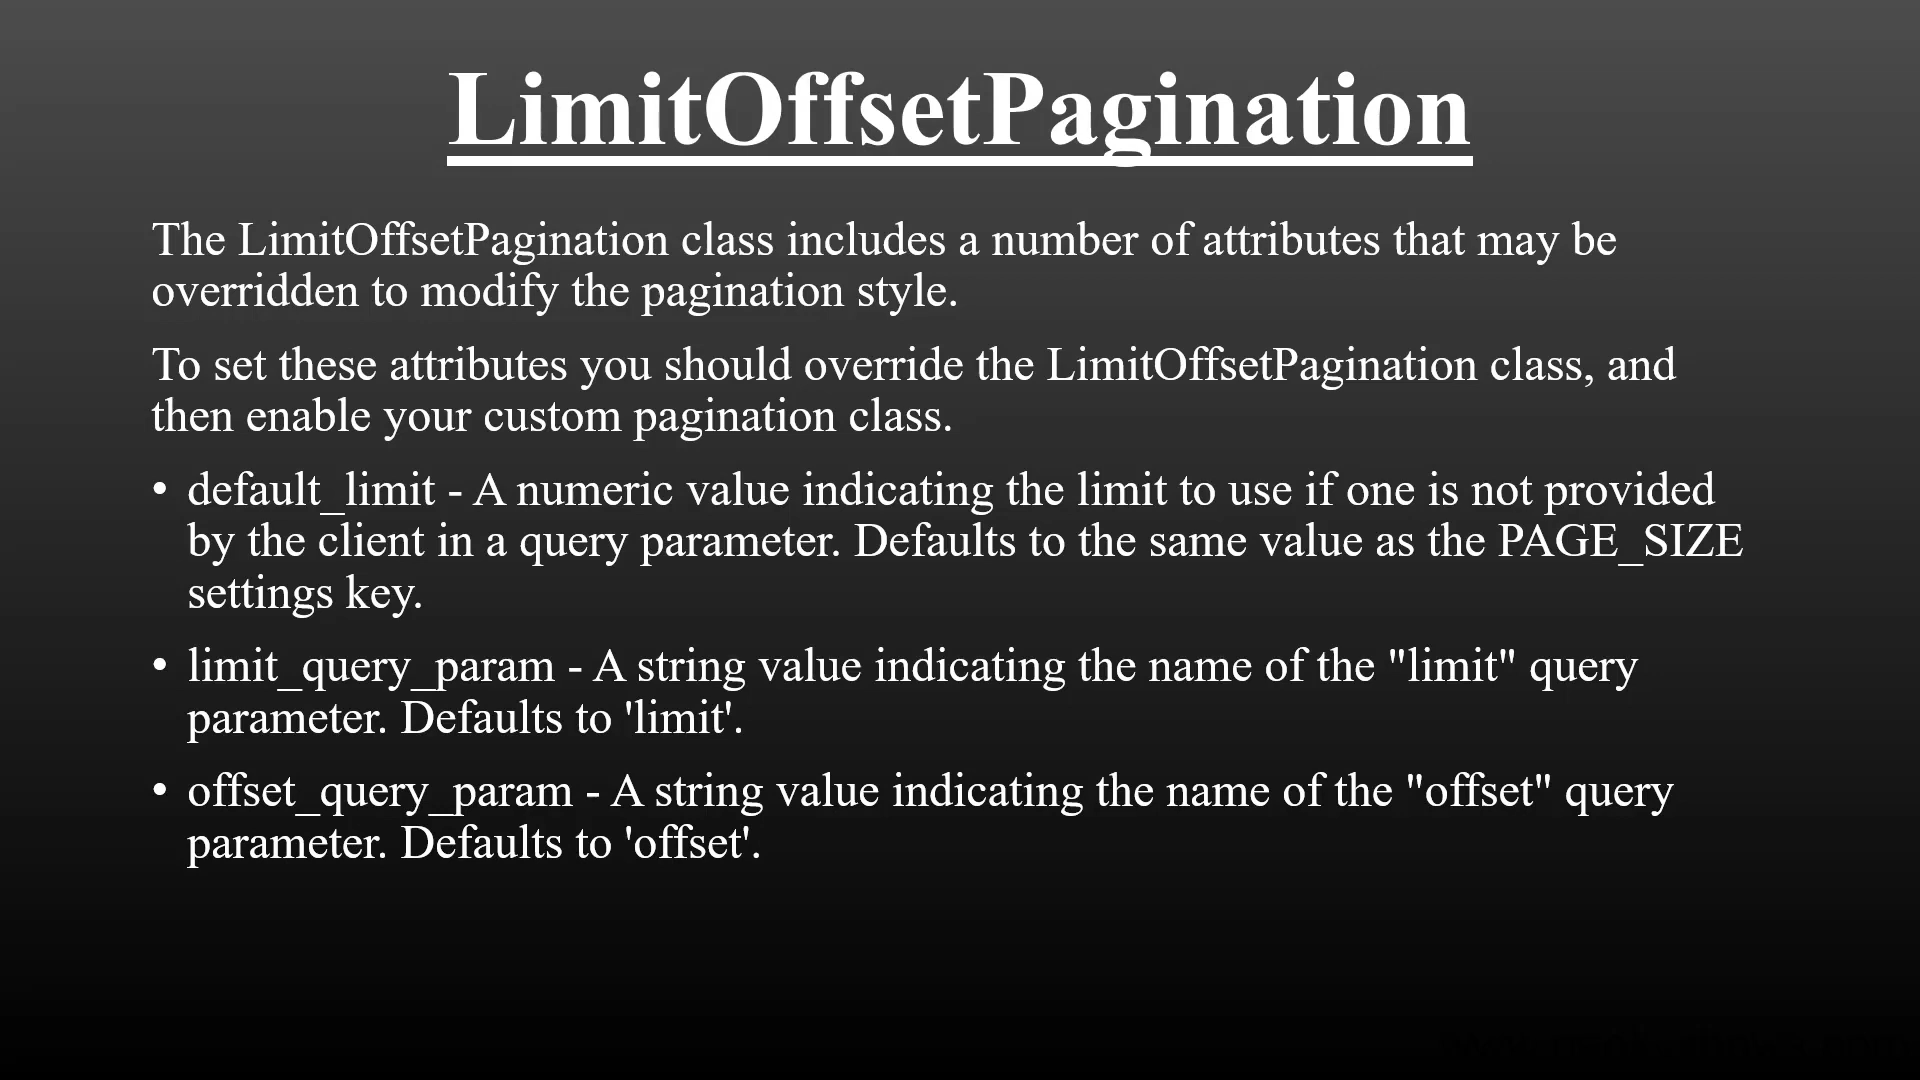 LimitOffsetPagination
The LimitOffsetPagination class includes a number of attributes that may be
overridden to modify the pagination style.
To set these attributes you should override the LimitOffsetPagination class, and
then enable your custom pagination class.
• default_limit - A numeric value indicating the limit to use if one is not provided
by the client in a query parameter. Defaults to the same value as the PAGE_SIZE
settings key.
• limit_query_param - A string value indicating the name of the "limit" query
parameter. Defaults to 'limit'.
• offset_query_param - A string value indicating the name of the "offset" query
parameter. Defaults to 'offset'.